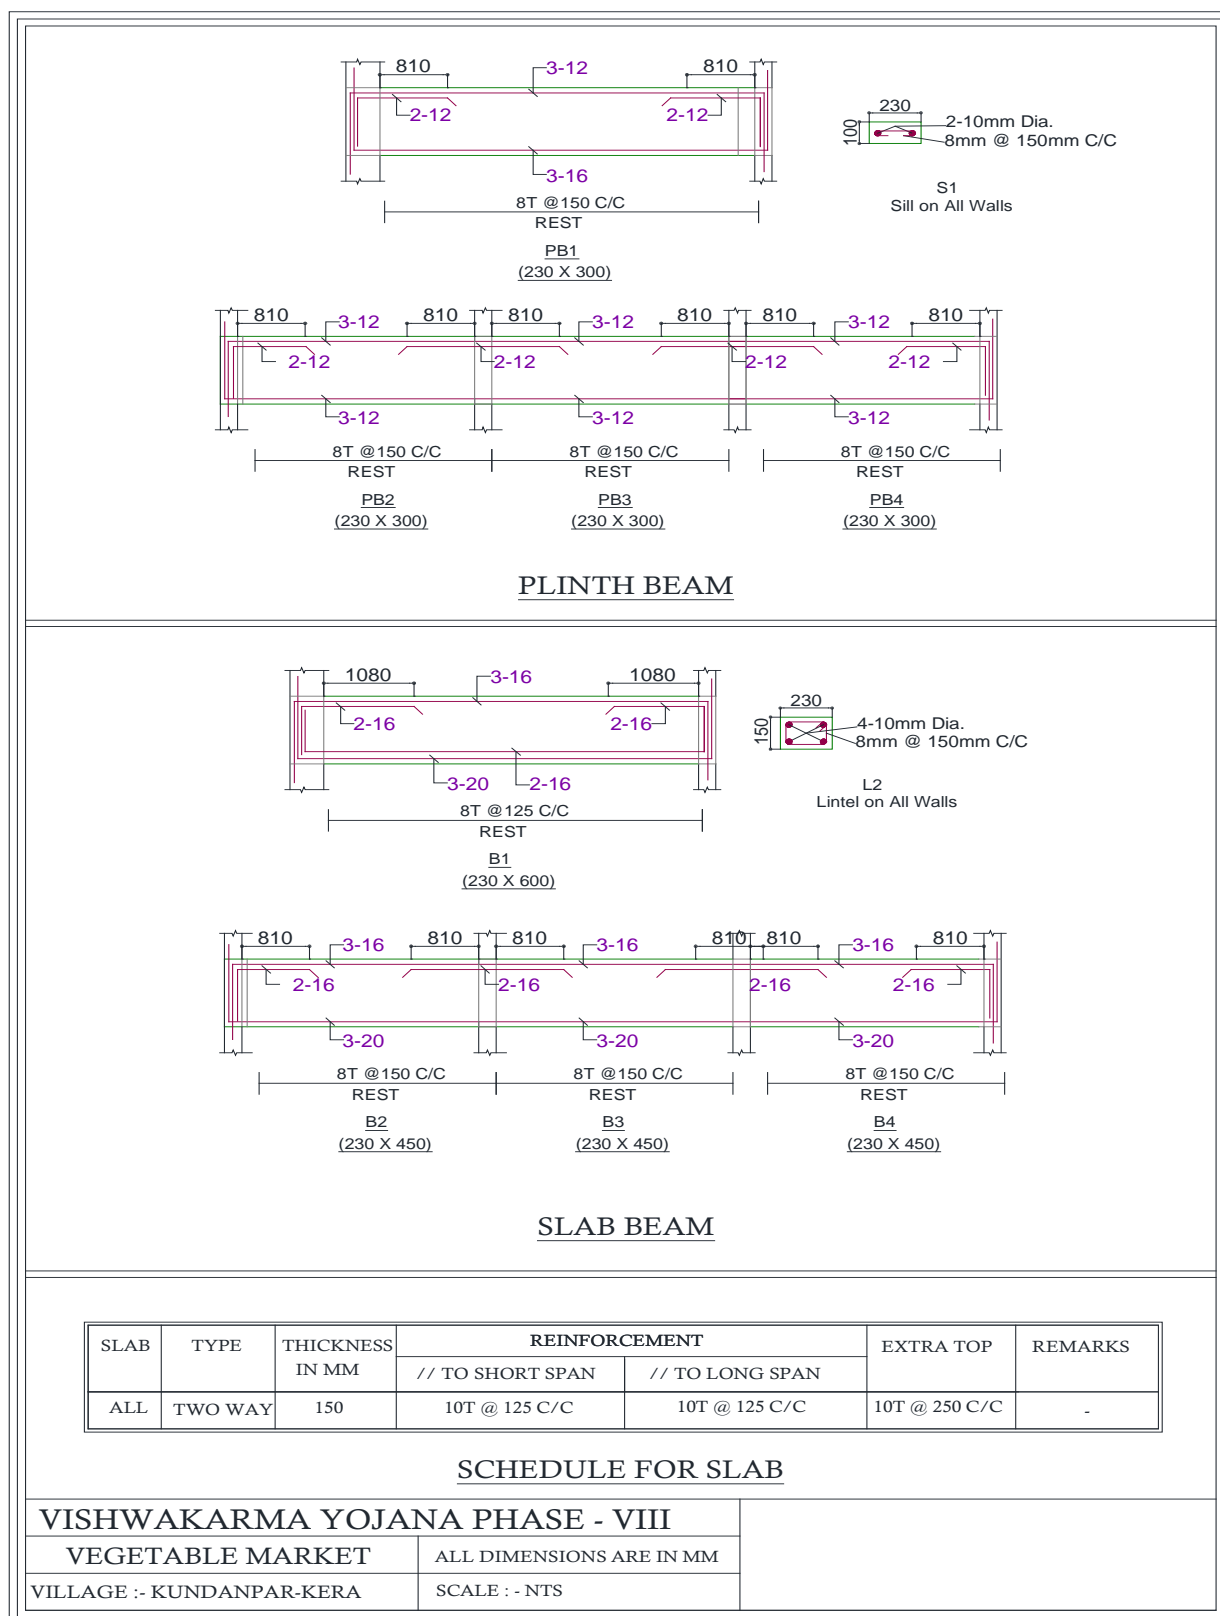 810 3-12 810
2-12 2-12
3-16
8T @150 C/C
REST
PB1
(230 X 300)
230
100
2-10mm Dia.
8mm @ 150mm C/C
S1
Sill on All Walls
810 3-12 810 810 3-12 810 810 3-12 810
2-12 2-12 2-12 2-12
3-12 3-12 3-12
8T @150 C/C 8T @150 C/C 8T @150 C/C
REST REST REST
PB2 PB3 PB4
(230 X 300) (230 X 300) (230 X 300)
PLINTH BEAM
1080 3-16 1080
2-16 2-16
3-20 2-16
8T @125 C/C
REST
B1
(230 X 600)
230
150
4-10mm Dia.
8mm @ 150mm C/C
L2
Lintel on All Walls
810 3-16 810 810 3-16 810 810 3-16 810
2-16 2-16 2-16 2-16
3-20 3-20 3-20
8T @150 C/C 8T @150 C/C 8T @150 C/C
REST REST REST
B2 B3 B4
(230 X 450) (230 X 450) (230 X 450)
SLAB BEAM
SLAB TYPE THICKNESS IN MM REINFORCEMENT EXTRA TOP REMARKS
// TO SHORT SPAN // TO LONG SPAN
ALL TWO WAY 150 10T @ 125 C/C 10T @ 125 C/C 10T @ 250 C/C -
SCHEDULE FOR SLAB
VISHWAKARMA YOJANA PHASE - VIII
VEGETABLE MARKET ALL DIMENSIONS ARE IN MM
VILLAGE :- KUNDANPAR-KERA SCALE : - NTS